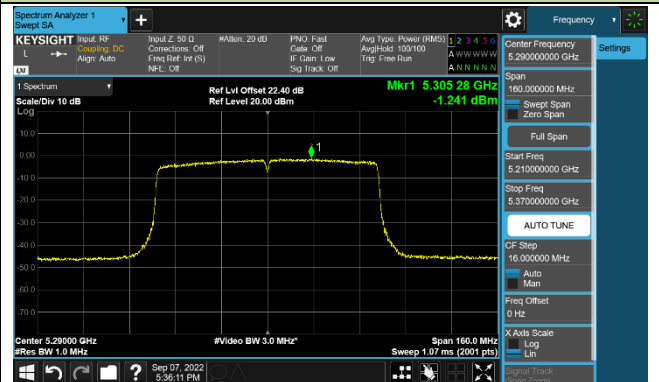 Spectrum Analyzer 1
Swept SA
Frequency
KEYSIGHT
Input: RF
Coupling: DC
Align: Auto
Input Z: 50 Ω
Corrections: Off
Freq Ref: Int (S)
NFE: Off
#Atten: 20 dB
PNO: Fast
Gate: Off
IF Gain: Low
Sig Track: Off
Avg Type: Power (RMS)
Avg|Hold: 100/100
Trig: Free Run
1 2 3 4 5 6
A W W W W W
A N N N N N
L
LXI
1 Spectrum
Scale/Div 10 dB
Log
Ref Lvl Offset 22.40 dB
Ref Level 20.00 dBm
Mkr1 5.305 28 GHz
-1.241 dBm
1
10.0
0.00
-10.0
-20.0
-30.0
-40.0
-50.0
-60.0
-70.0
Center 5.29000 GHz
#Res BW 1.0 MHz
#Video BW 3.0 MHz*
Span 160.0 MHz
Sweep 1.07 ms (2001 pts)
Sep 07, 2022
5:36:11 PM
Center Frequency
5.290000000 GHz
Span
160.000000 MHz
Swept Span
Zero Span
Full Span
Start Freq
5.210000000 GHz
Stop Freq
5.370000000 GHz
AUTO TUNE
CF Step
16.000000 MHz
Auto
Man
Freq Offset
0 Hz
X Axis Scale
Log
Lin
Signal Track
(Span Zoom)
Settings